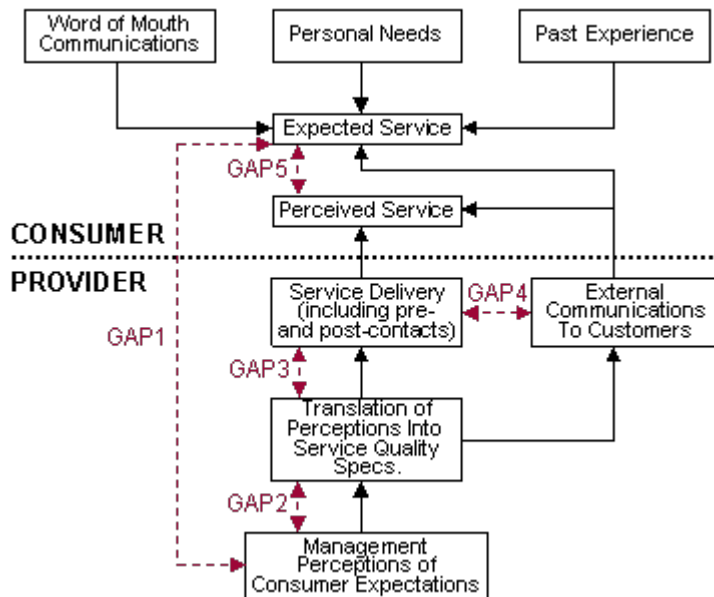 Word of Mouth
Communications
Personal Needs
Past Experience
Expected Service
GAP5
Perceived Service
CONSUMER
PROVIDER
Service Delivery
(including pre-
and post-contacts)
GAP4
External
Communications
To Customers
GAP1
GAP3
Translation of
Perceptions Into
Service Quality
Specs.
GAP2
Management
Perceptions of
Consumer Expectations